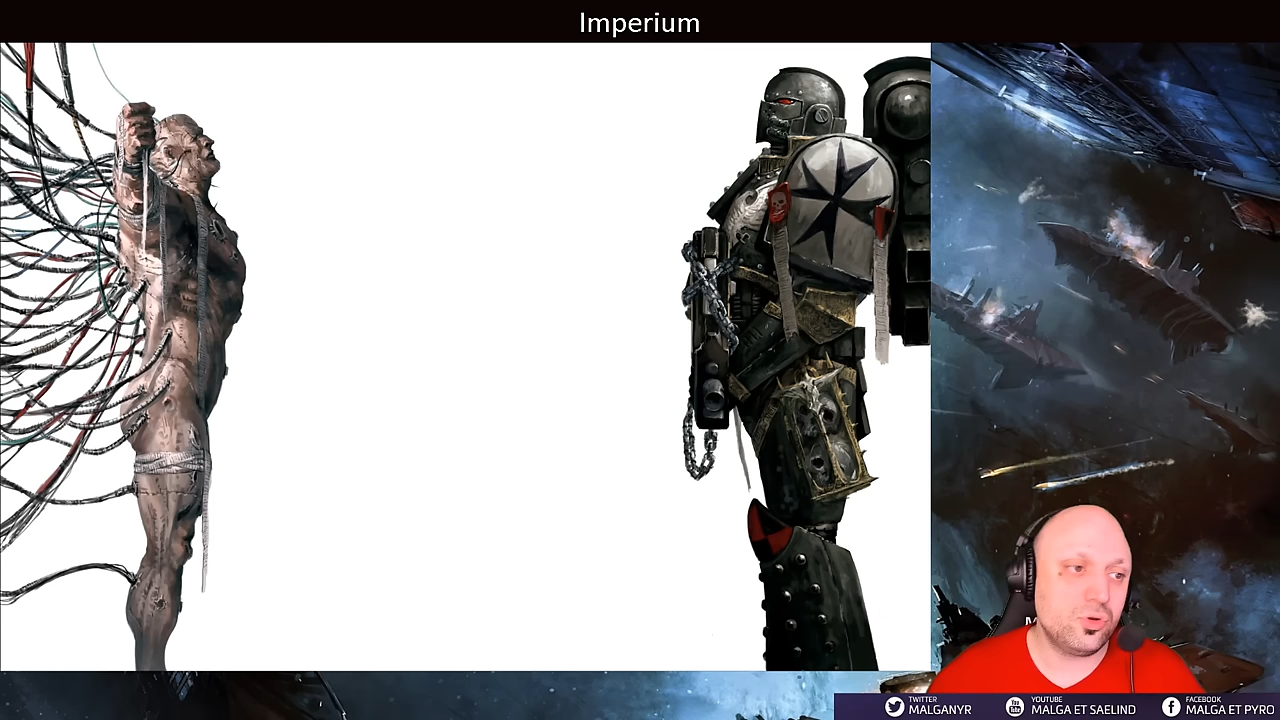 Imperium
TWITTER
MALGANYR
YOUTUBE
MALGA ET SAELIND
FACEBOOK
MALGA ET PYRO